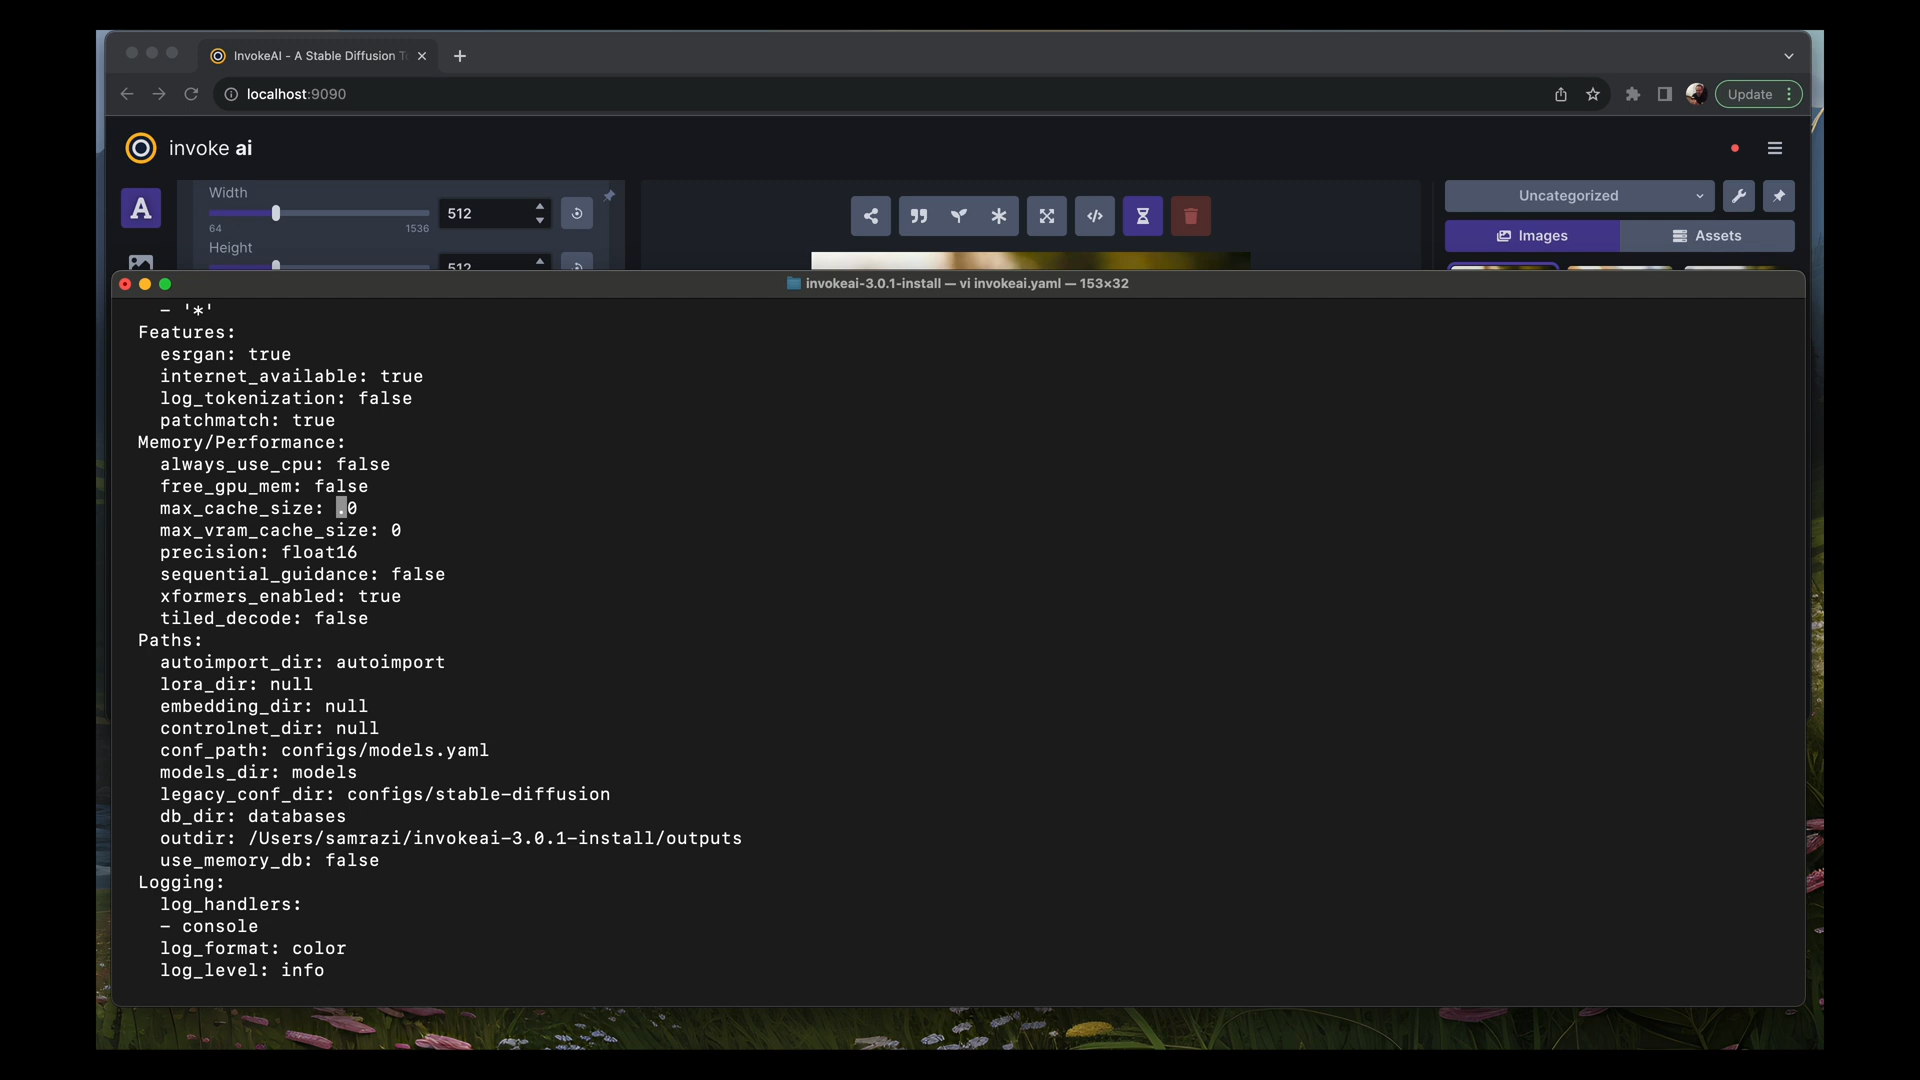 InvokeAI - A Stable Diffusion T
localhost:9090
Update
invoke ai
Width
512
64
1536
Height
512
Uncategorized
Images
Assets
invokeai-3.0.1-install — vi invokeai.yaml — 153×32
- '*'
Features:
esrgan: true
internet_available: true
log_tokenization: false
patchmatch: true
Memory/Performance:
always_use_cpu: false
free_gpu_mem: false
max_cache_size: .0
max_vram_cache_size: 0
precision: float16
sequential_guidance: false
xformers_enabled: true
tiled_decode: false
Paths:
autoimport_dir: autoimport
lora_dir: null
embedding_dir: null
controlnet_dir: null
conf_path: configs/models.yaml
models_dir: models
legacy_conf_dir: configs/stable-diffusion
db_dir: databases
outdir: /Users/samrazi/invokeai-3.0.1-install/outputs
use_memory_db: false
Logging:
log_handlers:
- console
log_format: color
log_level: info